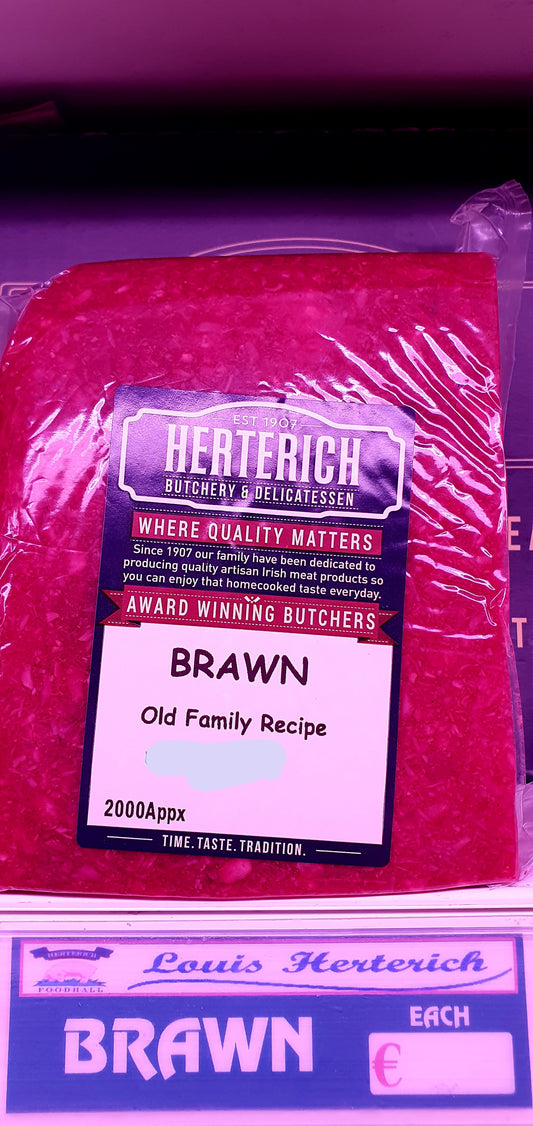 EST 1907
HERTERICH
BUTCHERY & DELICATESSEN
WHERE QUALITY MATTERS
Since 1907 our family have been dedicated to
producing quality artisan Irish meat products so
you can enjoy that homecooked taste everyday.
AWARD WINNING BUTCHERS
BRAWN
Old Family Recipe
2000Appx
TIME. TASTE. TRADITION.
HERTERICH
FOODHALL
Louis Herterich
BRAWN
EACH
€